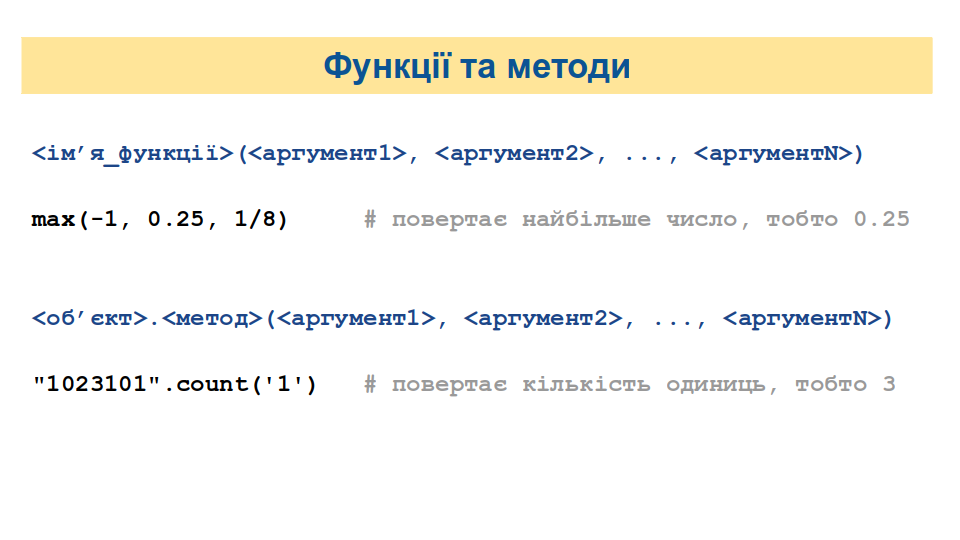 Функції та методи
<ім’я_функції>(<аргумент1>, <аргумент2>, ..., <аргументN>)
max(-1, 0.25, 1/8) # повертає найбільше число, тобто 0.25
<об’єкт>.<метод>(<аргумент1>, <аргумент2>, ..., <аргументN>)
"1023101".count('1') # повертає кількість одиниць, тобто 3